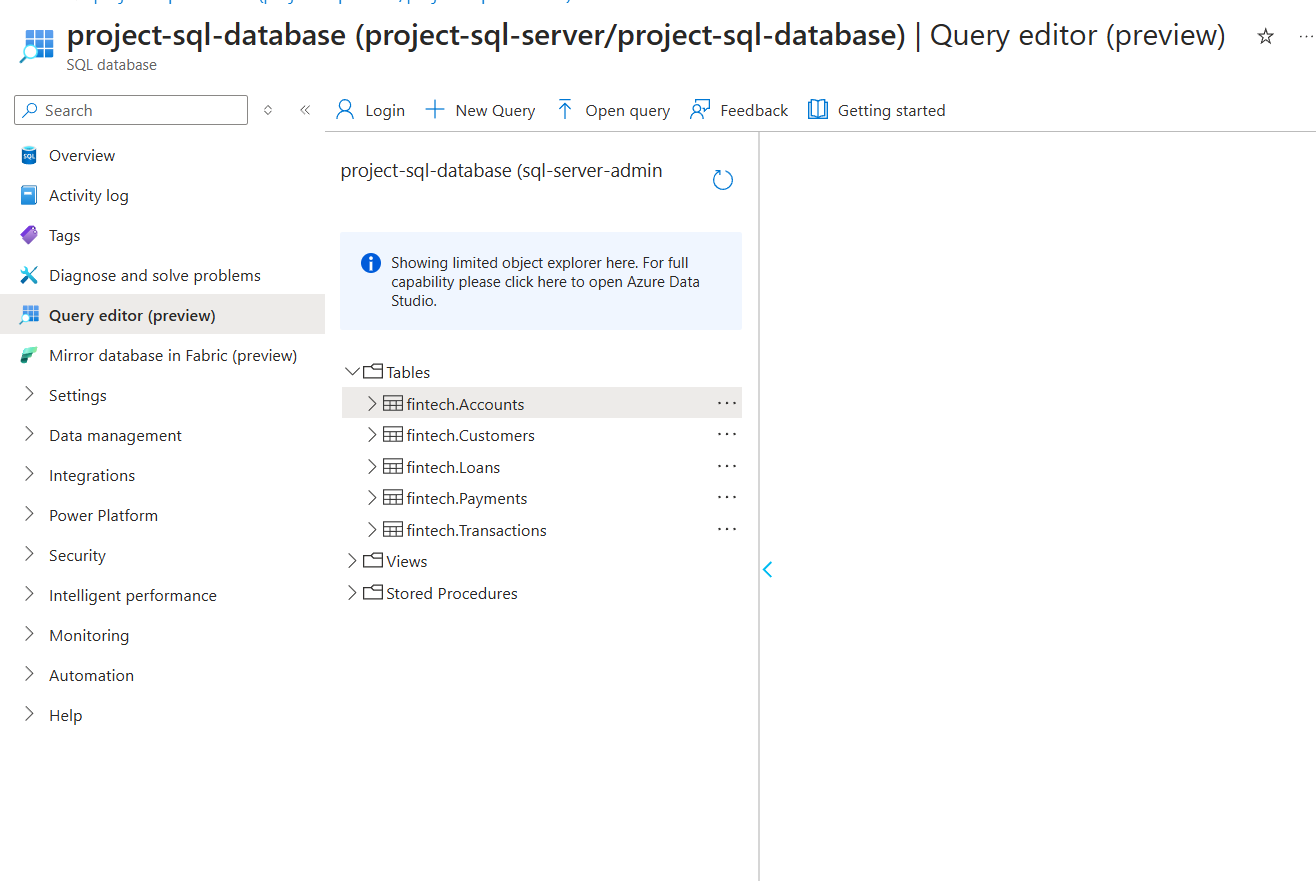 project-sql-database (project-sql-server/project-sql-database) | Query editor (preview)
SQL database
Search
Login
New Query
Open query
Feedback
Getting started
SQL
Overview
Activity log
Tags
Diagnose and solve problems
Query editor (preview)
Mirror database in Fabric (preview)
Settings
Data management
Integrations
Power Platform
Security
Intelligent performance
Monitoring
Automation
Help
project-sql-database (sql-server-admin
Showing limited object explorer here. For full
capability please click here to open Azure Data
Studio.
Tables
fintech.Accounts
fintech.Customers
fintech.Loans
fintech.Payments
fintech.Transactions
Views
Stored Procedures